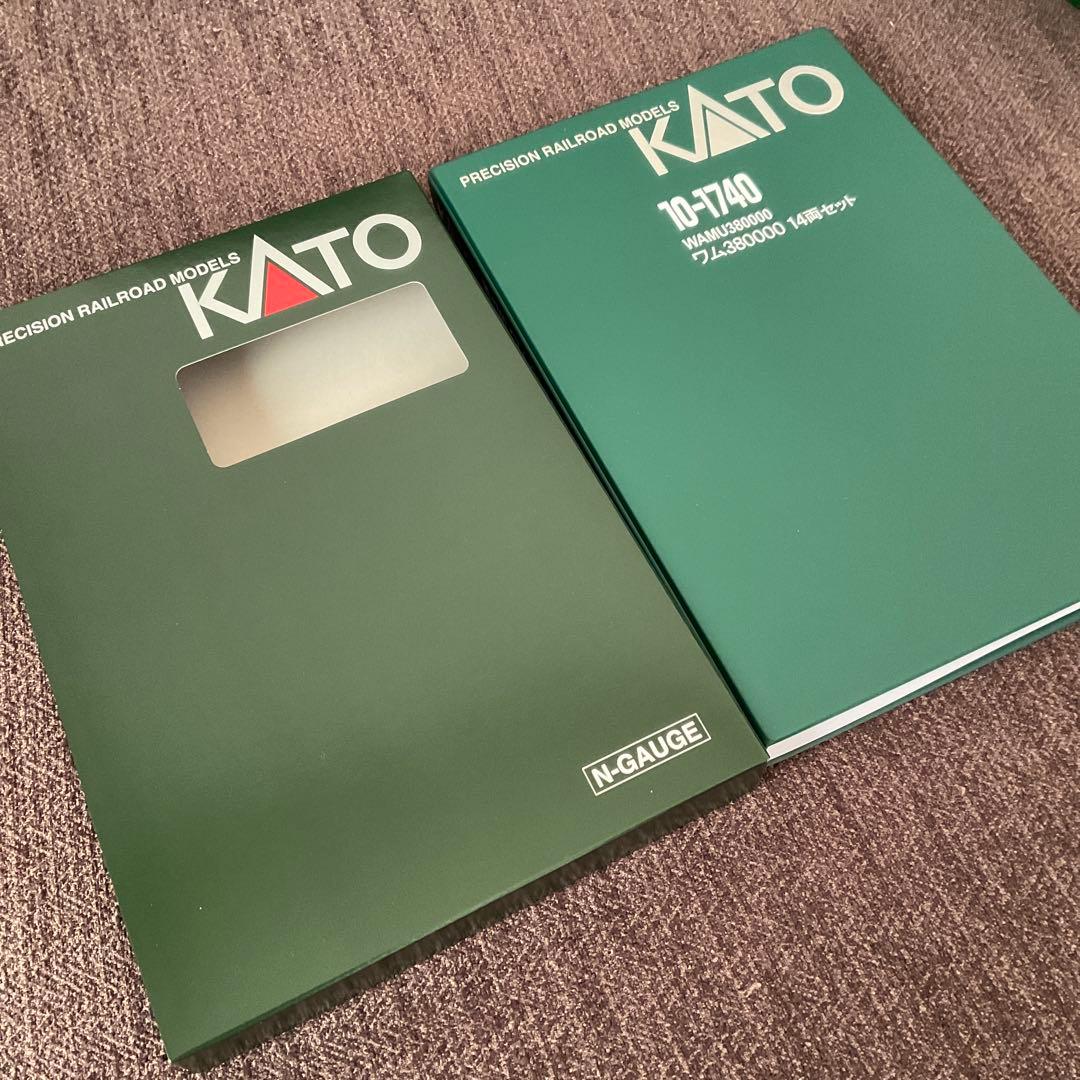 RECISION RAILROAD MODELS
KATO
N-GAUGE
PRECISION RAILROAD MODELS
KATO
10-1740
WAMU380000
ワム380000 14両セット